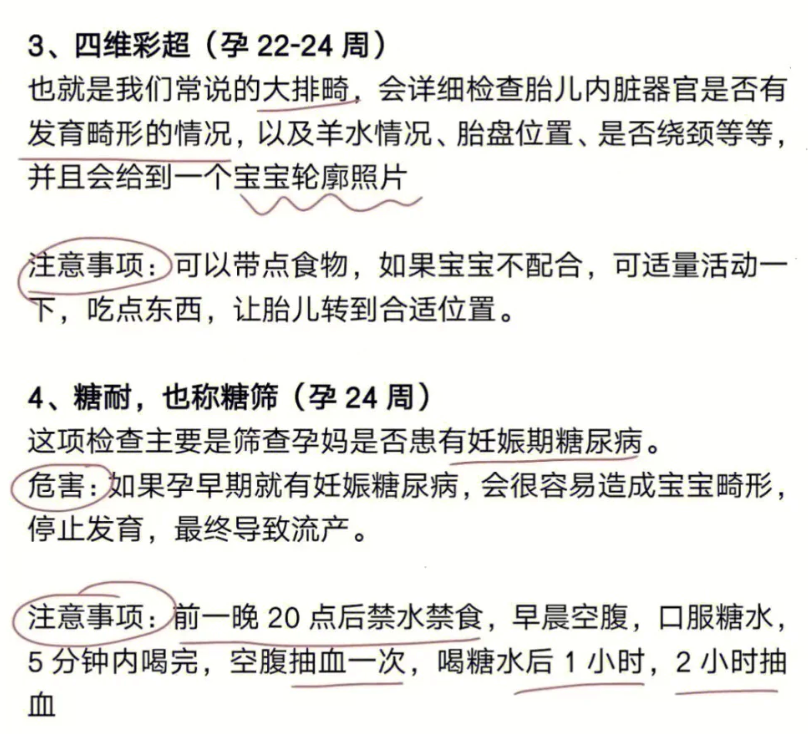 3、四维彩超（孕 22-24 周）
也就是我们常说的大排畸，会详细检查胎儿内脏器官是否有
发育畸形的情况，以及羊水情况、胎盘位置、是否绕颈等等，
并且会给到一个宝宝轮廓照片
注意事项：可以带点食物，如果宝宝不配合，可适量活动一
下，吃点东西，让胎儿转到合适位置。
4、糖耐，也称糖筛（孕 24 周）
这项检查主要是筛查孕妈是否患有妊娠期糖尿病。
危害：如果孕早期就有妊娠糖尿病，会很容易造成宝宝畸形，
停止发育，最终导致流产。
注意事项：前一晚 20 点后禁水禁食，早晨空腹，口服糖水，
5 分钟内喝完，空腹抽血一次，喝糖水后 1 小时，2 小时抽
血